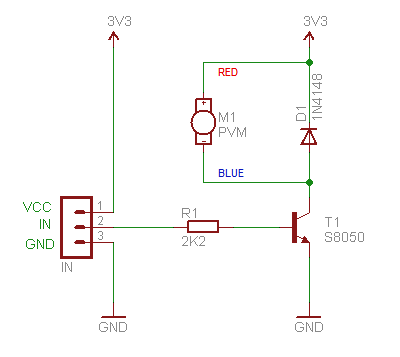 3V3
3V3
RED
D1
1N4148
+
M1
PVM
-
BLUE
VCC
1
IN
2
GND
3
IN
R1
2K2
T1
S8050
GND
GND